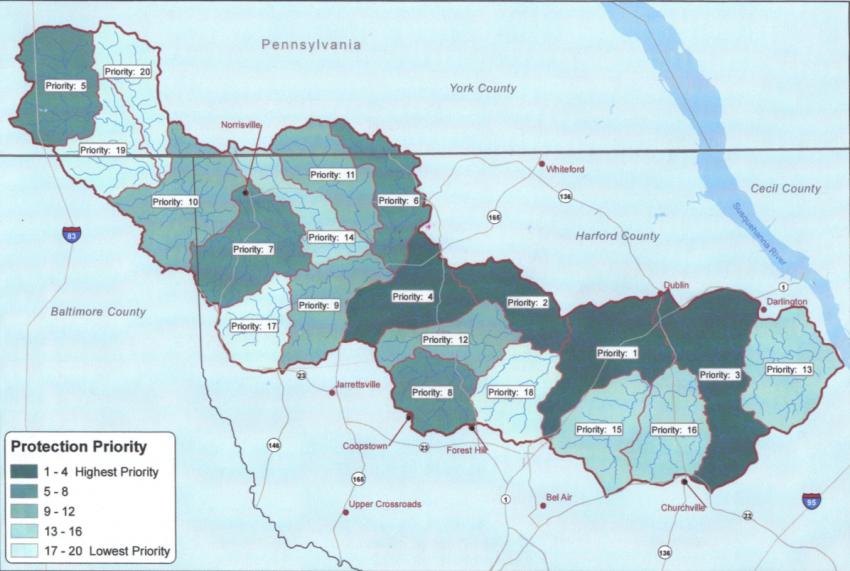 Pennsylvania
Priority: 20
Priority: 5
York County
Norrisville
Priority: 19
Whiteford
Priority: 11
Cecil County
136
Priority: 10
Priority: 6
165
Susquehanna River
83
Priority: 14
Harford County
Priority: 7
Dublin
1
Priority: 4
Priority: 2
Darlington
Priority: 9
Baltimore County
Priority: 17
Priority: 12
Priority: 1
Priority: 13
Priority: 3
23
Jarrettsville
Priority: 8
Priority: 18
Priority: 15
Priority: 16
Coopstown
23
Forest Hill
146
Protection Priority
1 - 4 Highest Priority
5 - 8
9 - 12
13 - 16
17 - 20 Lowest Priority
165
Upper Crossroads
1
Bel Air
Churchville
95
22
136